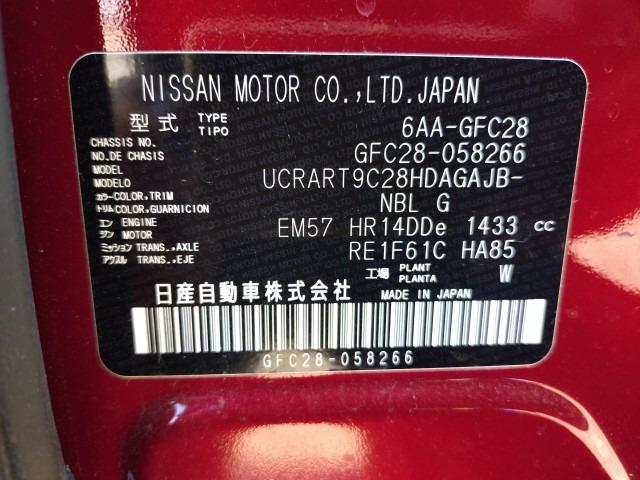 NISSAN MOTOR CO.,LTD.JAPAN
型式 TYPE TIPO 6AA-GFC28
CHASSIS NO.
NO.DE CHASIS GFC28-058266
MODEL
MODELO UCRART9C28HDAGAJB-
カラー COLOR,TRIM
トリム COLOR,GUARNICION NBL G
エンジン ENGINE MOTOR EM57 HR14DDe 1433 cc
ミッション TRANS.,AXLE
アクスル TRANS.,EJE RE1F61C HA85
工場 PLANT PLANTA W
日産自動車株式会社 MADE IN JAPAN
GFC28-058266